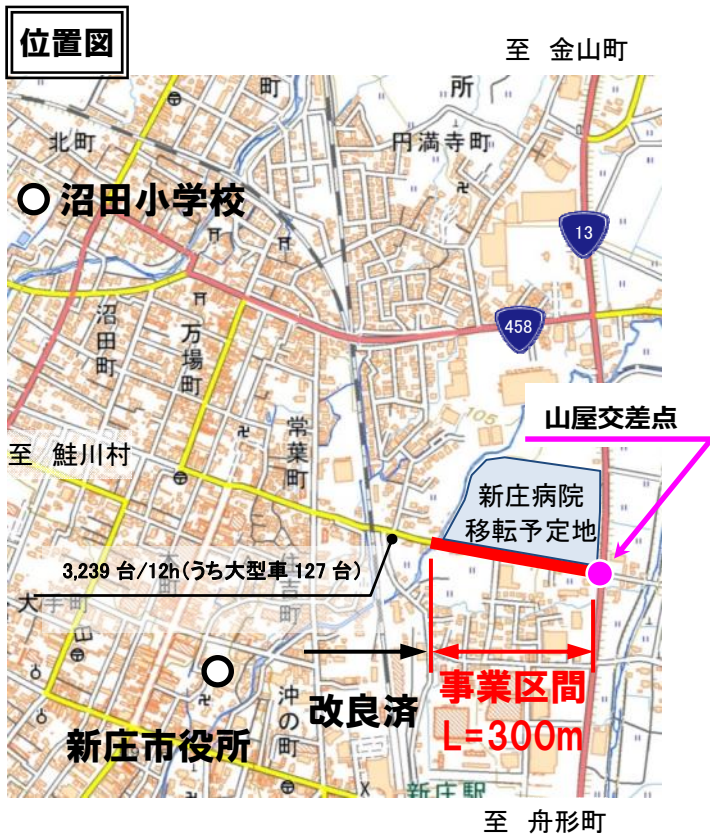 位置図
至 金山町
町
所
北町
円満寺町
沼田小学校
13
458
沼田町
万場町
105
山屋交差点
常葉町
至 鮭川村
新庄病院
移転予定地
3,239 台/12h(うち大型車 127 台)
大手町
事業区間
L=300m
改良済
沖の町
新庄市役所
新庄駅
至 舟形町